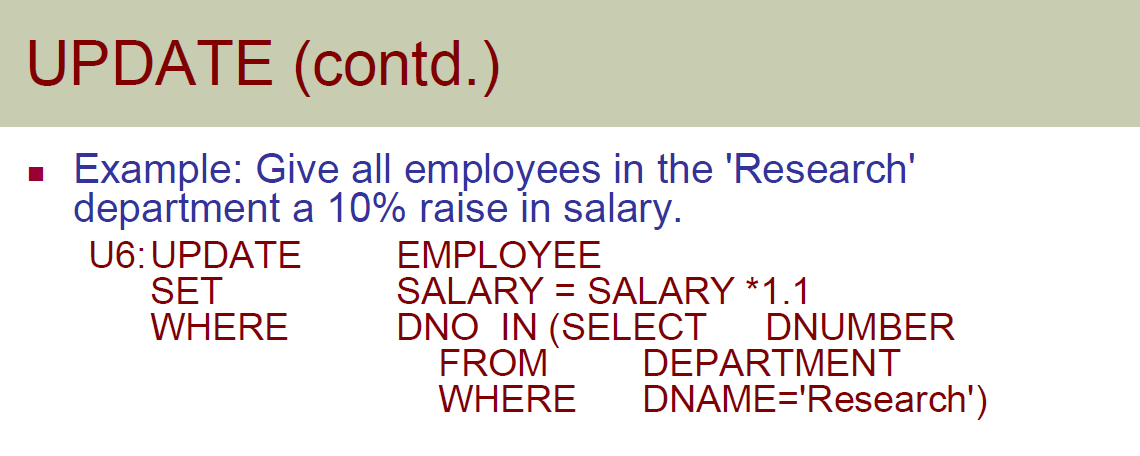 UPDATE (contd.)
Example: Give all employees in the 'Research'
department a 10% raise in salary.
U6: UPDATE EMPLOYEE
SET SALARY = SALARY *1.1
WHERE DNO IN (SELECT DNUMBER
FROM DEPARTMENT
WHERE DNAME='Research')